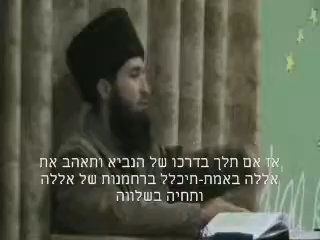 אז אם תלך בדרכו של הנביא ותאהב את
אללה באמת-תיכלל ברחמנות של אללה
ותחיה בשלווה